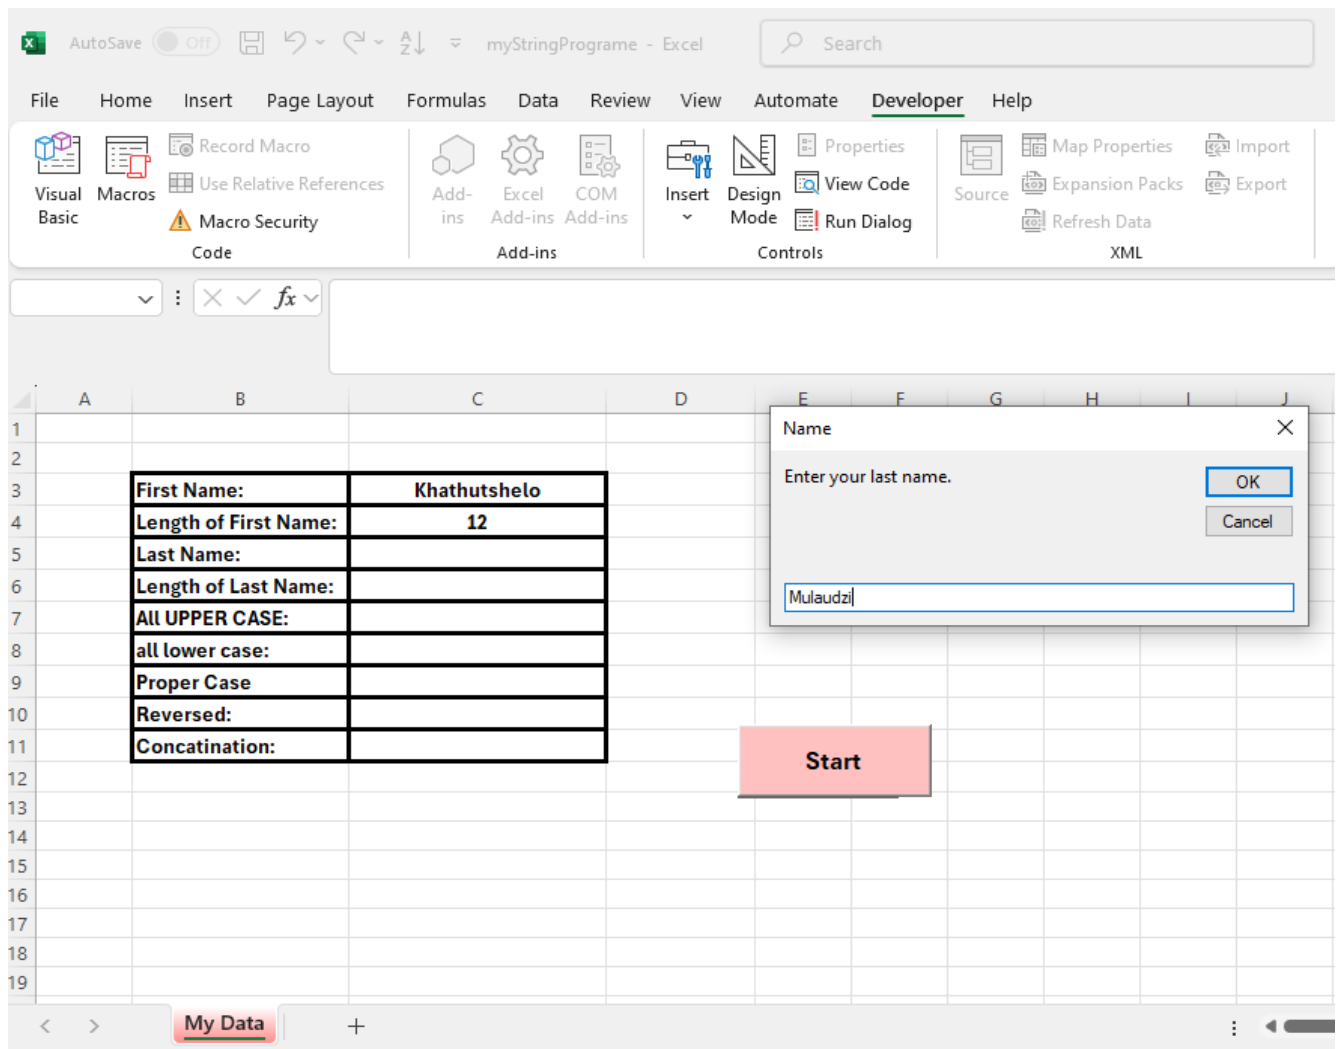 AutoSave Off myStringPrograme - Excel Search
File Home Insert Page Layout Formulas Data Review View Automate Developer Help
Visual Basic
Macros
Record Macro
Use Relative References
Macro Security
Code
Add-ins
Excel Add-ins
COM Add-ins
Add-ins
Insert
Design Mode
Properties
View Code
Run Dialog
Controls
Source
Map Properties
Expansion Packs
Refresh Data
Import
Export
XML
fx
A B C D E F G H I J
1
2
3 First Name: Khathutshelo
4 Length of First Name: 12
5 Last Name:
6 Length of Last Name:
7 All UPPER CASE:
8 all lower case:
9 Proper Case
10 Reversed:
11 Concatination:
12
13
14
15
16
17
18
19
Name
Enter your last name.
OK
Cancel
Mulaudzi
Start
My Data